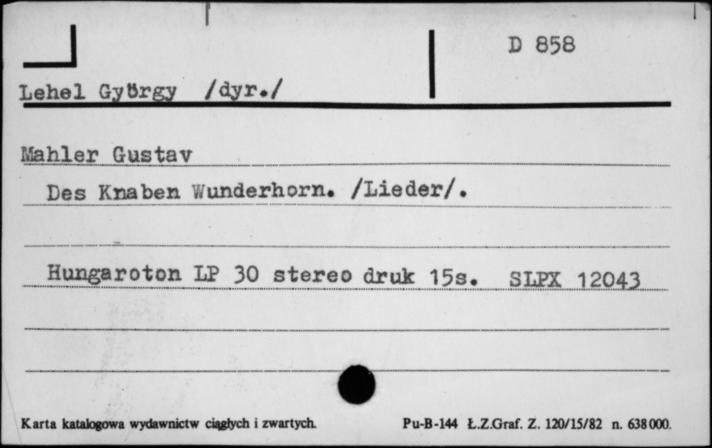 D 858
Lehel György /dyr./
Mahler Gustav
Des Knaben Wunderhorn. /Lieder/.
Hungaroton LP 30 stereo druk 15s. SLPX 12043
Karta katalogowa wydawnictw ciągłych i zwartych. Pu-B-144 Ł.Z.Graf. Z. 120/15/82 n. 638000.